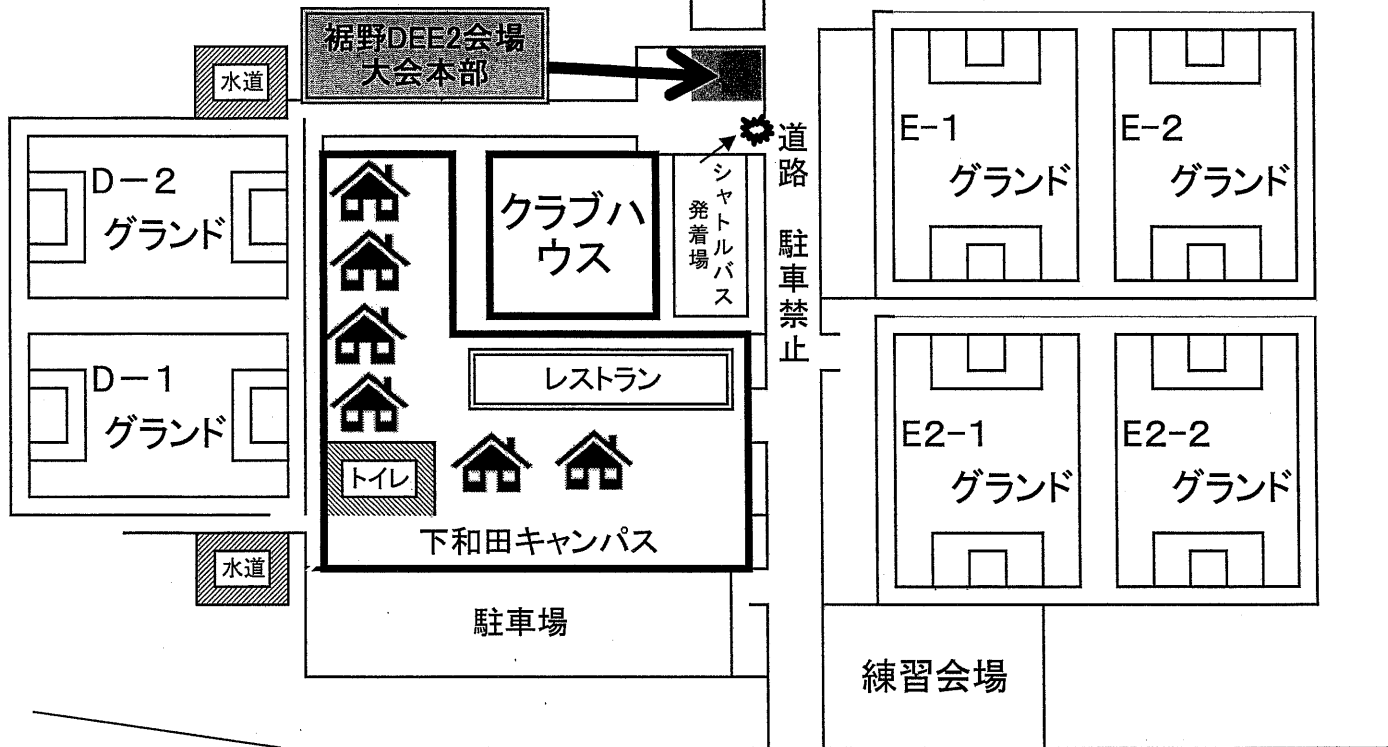 裾野DEE2会場
大会本部
水道
D-2
グランド
D-1
グランド
水道
クラブハ
ウス
シャトルバス
発着場
道路 駐車禁止
レストラン
トイレ
下和田キャンパス
駐車場
E-1
グランド
E-2
グランド
E2-1
グランド
E2-2
グランド
練習会場